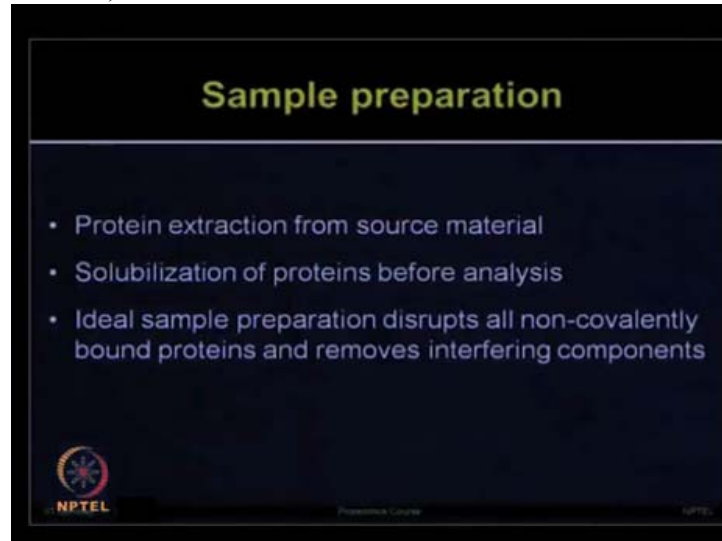 Sample preparation
• Protein extraction from source material
• Solubilization of proteins before analysis
• Ideal sample preparation disrupts all non-covalently
bound proteins and removes interfering components
NPTEL
Proteomics Course
NPTEL